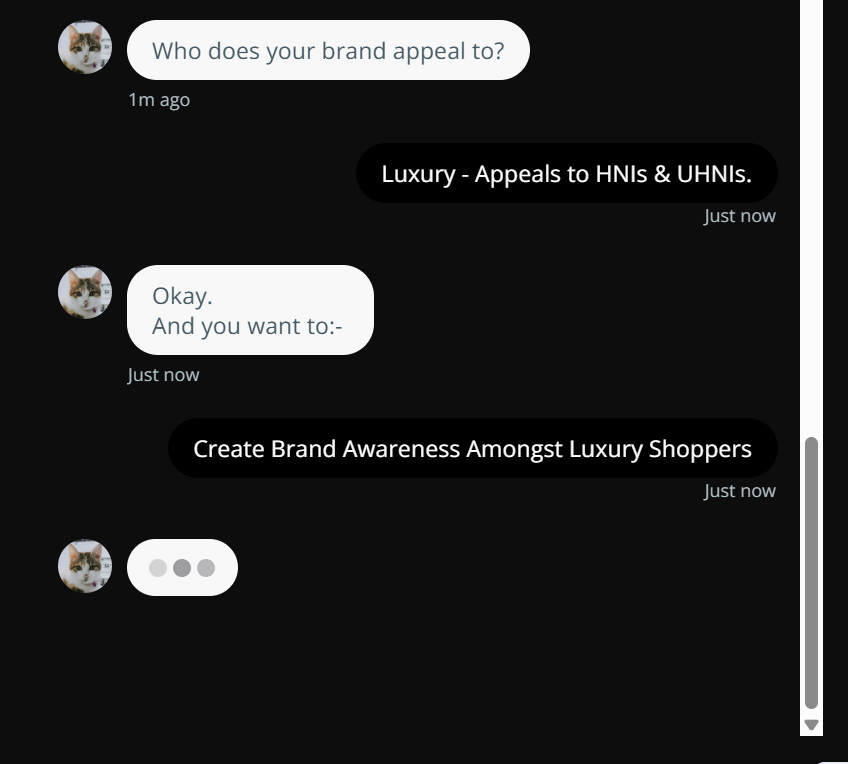 Who does your brand appeal to?
1m ago
Luxury - Appeals to HNIs & UHNIs.
Just now
Okay.
And you want to:-
Just now
Create Brand Awareness Amongst Luxury Shoppers
Just now